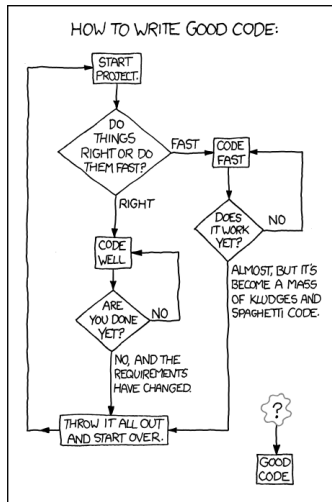 HOW TO WRITE GOOD CODE:
START
PROJECT.
DO
THINGS
RIGHT OR DO
THEM FAST?
FAST
CODE
FAST
RIGHT
DOES
IT WORK
YET?
NO
CODE
WELL
ALMOST, BUT IT'S
BECOME A MASS
OF KLUDGES AND
SPAGHETTI CODE.
ARE
YOU DONE
YET?
NO
NO, AND THE
REQUIREMENTS
HAVE CHANGED.
THROW IT ALL OUT
AND START OVER.
?
GOOD
CODE